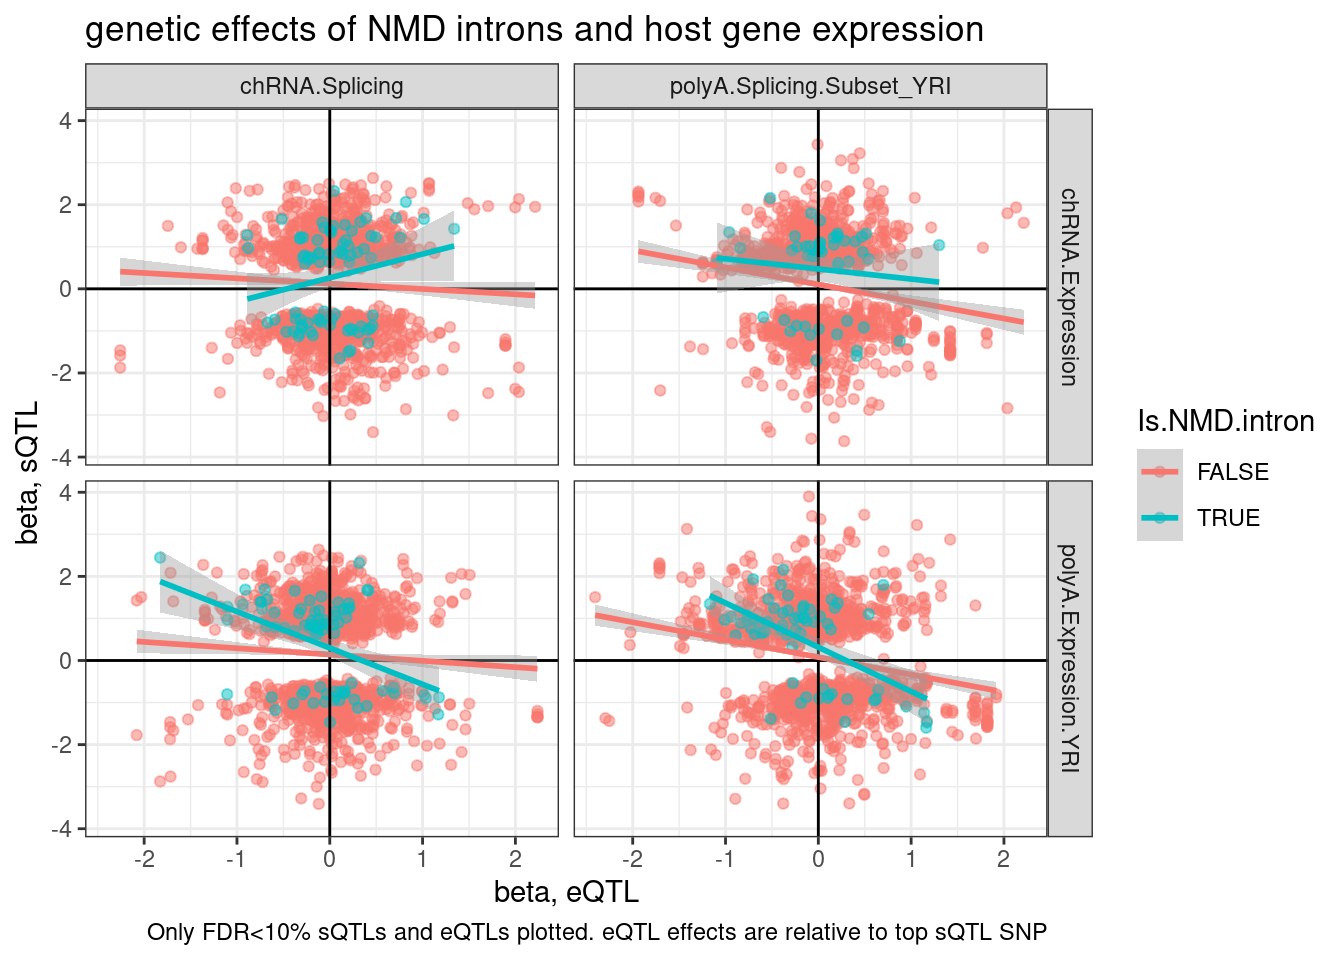 genetic effects of NMD introns and host gene expression
chRNA.Splicing
polyA.Splicing.Subset_YRI
4
2
0
-2
-4
chRNA.Expression
4
2
0
-2
-4
polyA.Expression.YRI
beta, sQTL
-2 -1 0 1 2
-2 -1 0 1 2
beta, eQTL
Is.NMD.intron
FALSE
TRUE
Only FDR<10% sQTLs and eQTLs plotted. eQTL effects are relative to top sQTL SNP